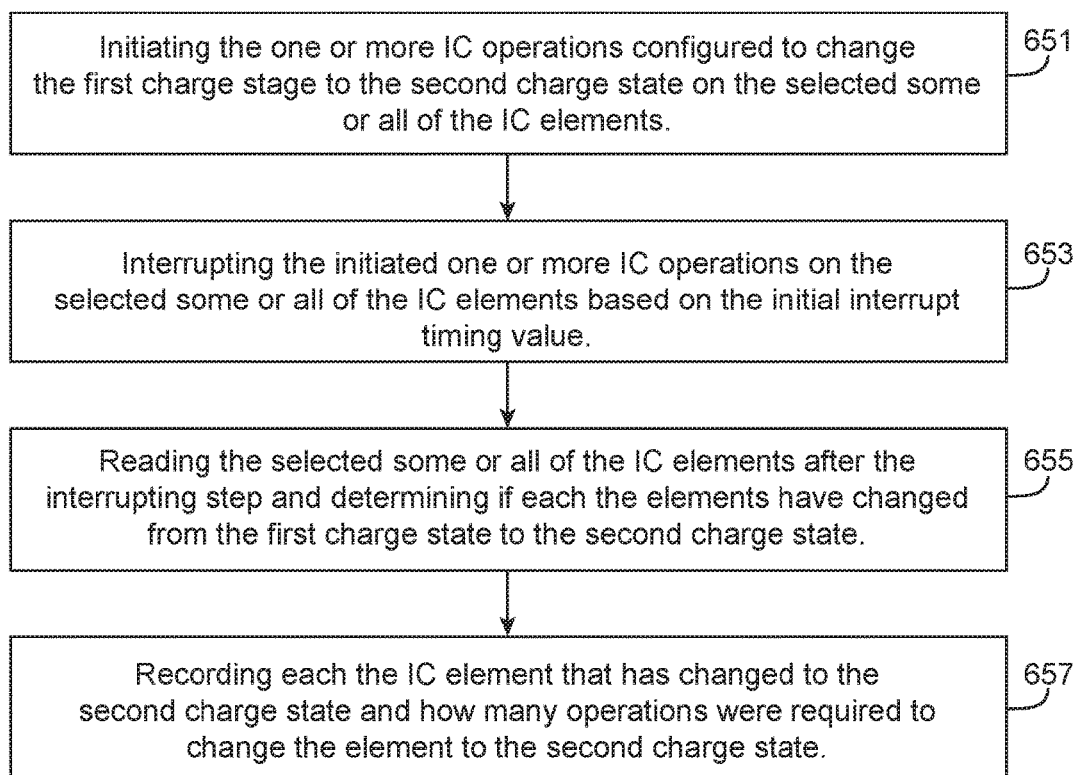 Initiating the one or more IC operations configured to change
the first charge stage to the second charge state on the selected some
or all of the IC elements.
651
Interrupting the initiated one or more IC operations on the
selected some or all of the IC elements based on the initial interrupt
timing value.
653
Reading the selected some or all of the IC elements after the
interrupting step and determining if each the elements have changed
from the first charge state to the second charge state.
655
Recording each the IC element that has changed to the
second charge state and how many operations were required to
change the element to the second charge state.
657